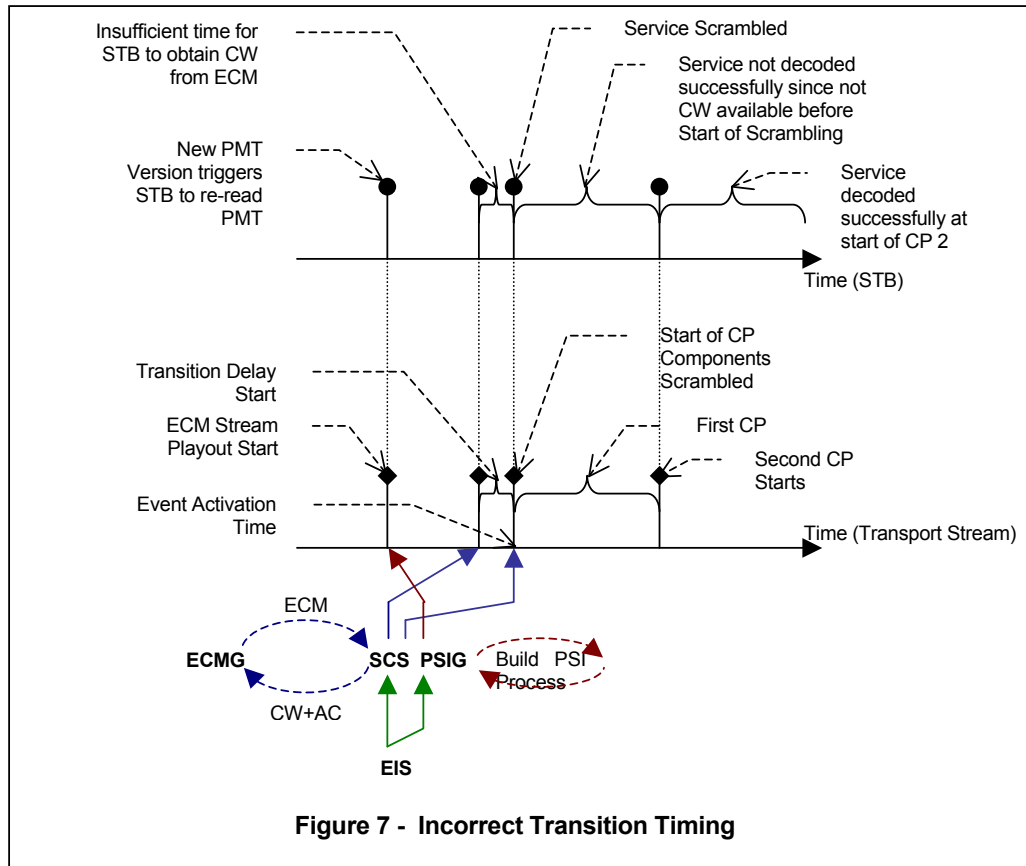 Insufficient time for
STB to obtain CW
from ECM
Service Scrambled
Service not decoded
successfully since not
CW available before
Start of Scrambling
New PMT
Version triggers
STB to re-read
PMT
Service
decoded
successfully at
start of CP 2
Time (STB)
Transition Delay
Start
Start of CP
Components
Scrambled
ECM Stream
Playout Start
First CP
Second CP
Starts
Event Activation
Time
Time (Transport Stream)
ECM
ECMG
SCS PSIG
Build PSI
Process
CW+AC
EIS
Figure 7 - Incorrect Transition Timing